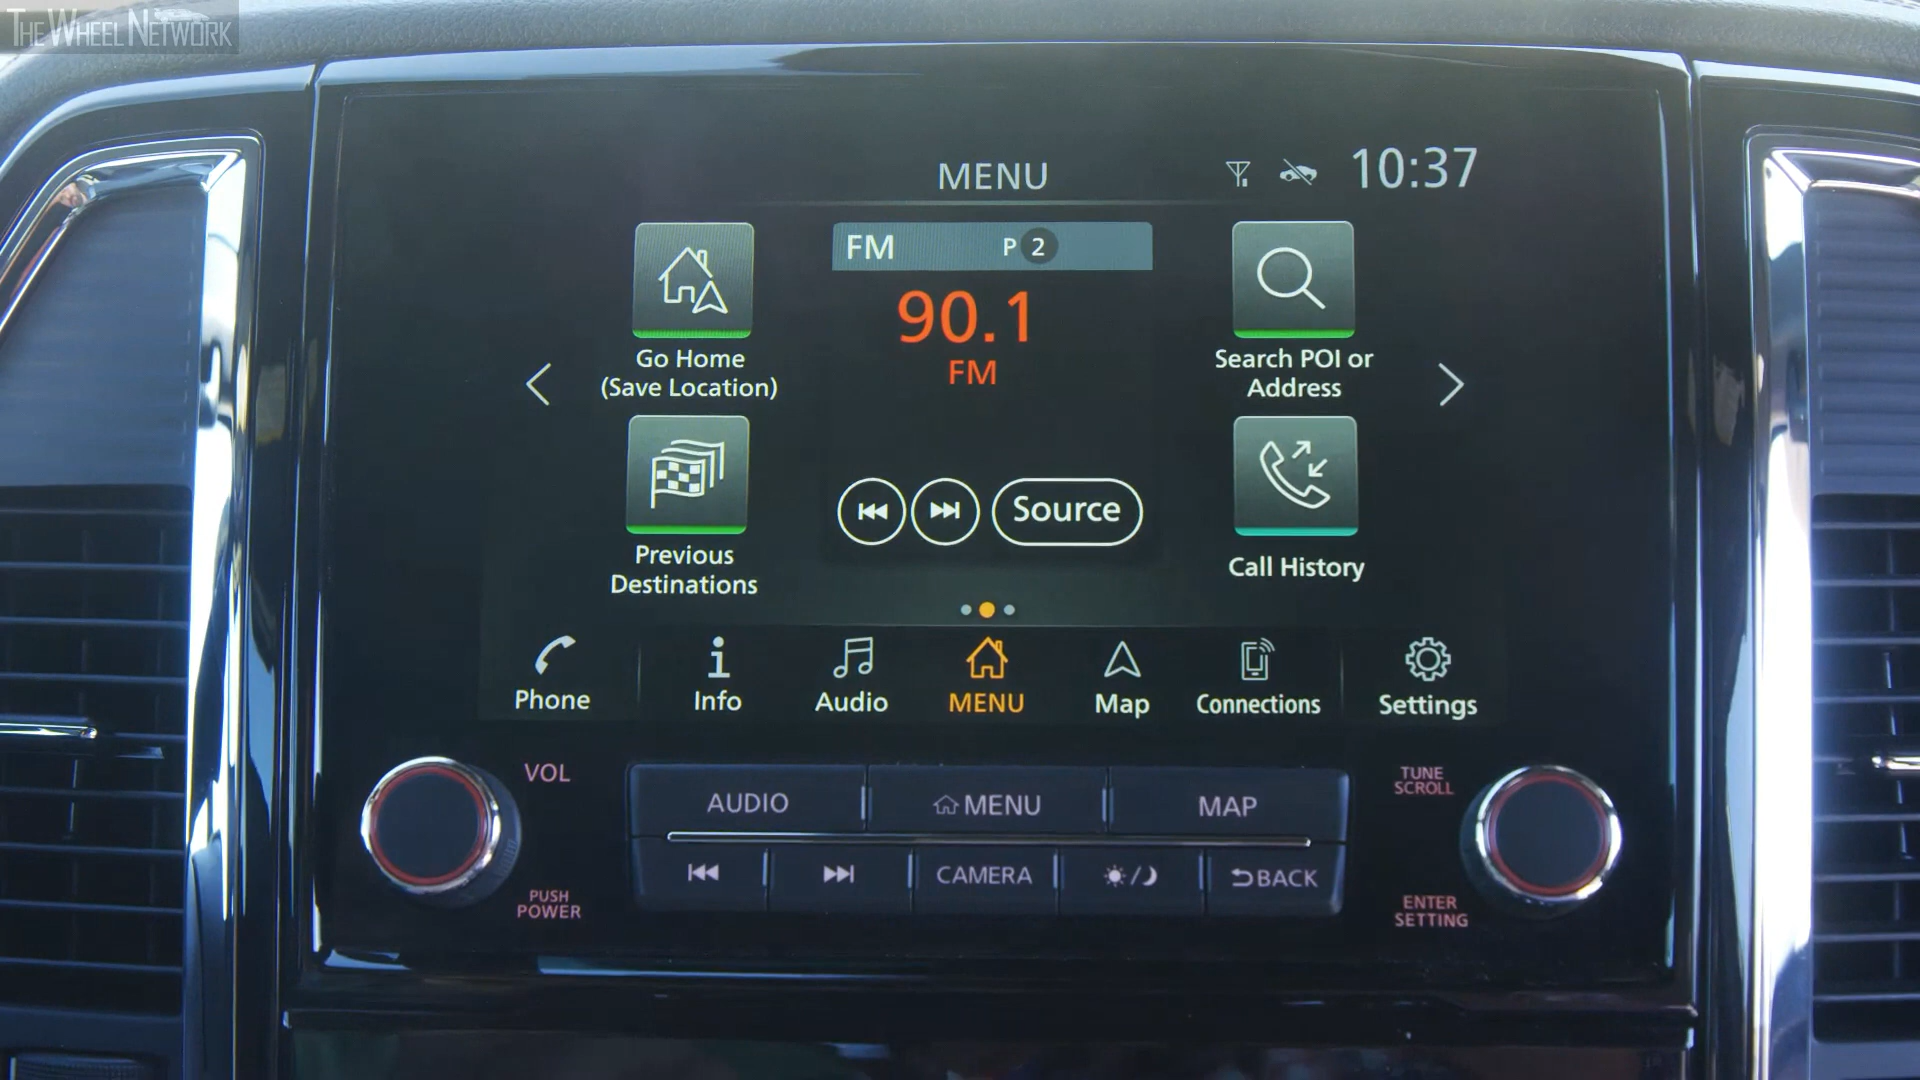 THE WHEEL NETWORK
MENU
10:37
FM P 2
90.1
FM
Go Home
(Save Location)
Search POI or
Address
Source
Previous
Destinations
Call History
Phone
Info
Audio
MENU
Map
Connections
Settings
VOL
PUSH
POWER
AUDIO
MENU
MAP
CAMERA
BACK
TUNE
SCROLL
ENTER
SETTING